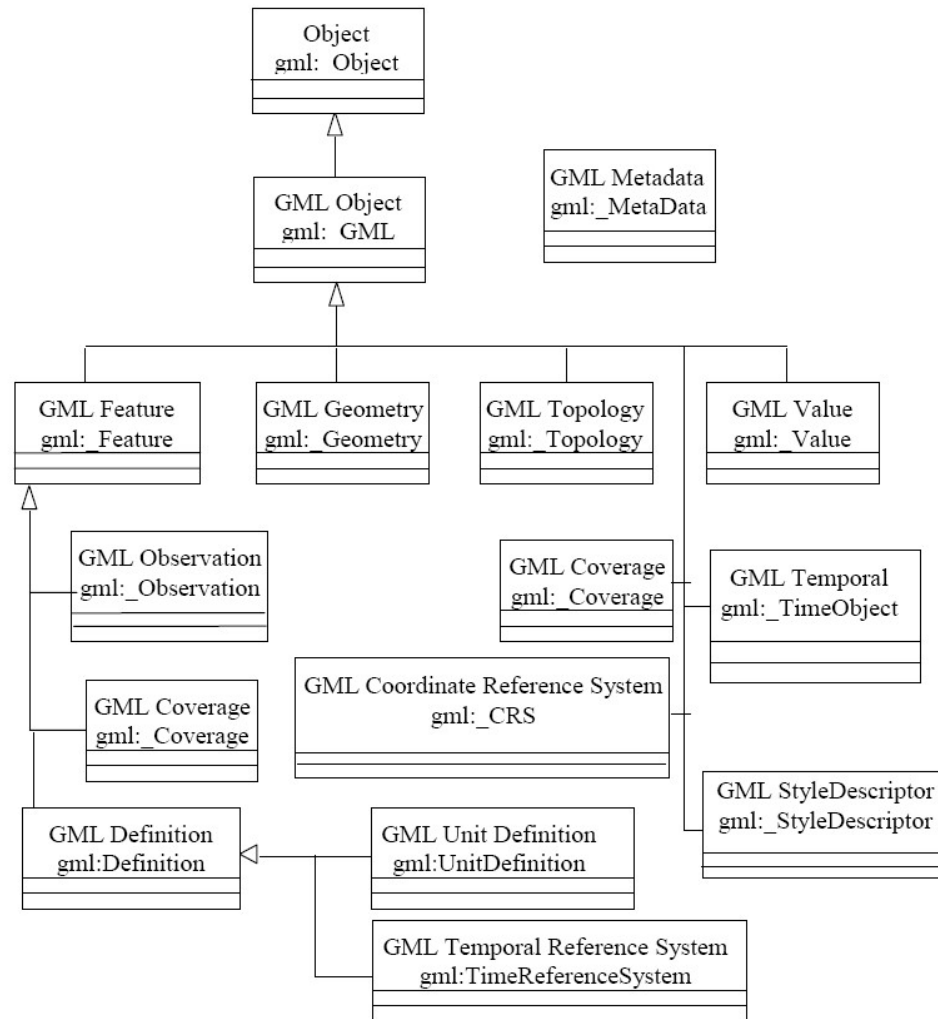 Object
gml:_Object
GML Object
gml:_GML
GML Metadata
gml:_MetaData
GML Feature
gml:_Feature
GML Geometry
gml:_Geometry
GML Topology
gml:_Topology
GML Value
gml:_Value
GML Observation
gml:_Observation
GML Coverage
gml:_Coverage
GML Temporal
gml:_TimeObject
GML Coordinate Reference System
gml:_CRS
GML Coverage
gml:_Coverage
GML StyleDescriptor
gml:_StyleDescriptor
GML Definition
gml:Definition
GML Unit Definition
gml:UnitDefinition
GML Temporal Reference System
gml:TimeReferenceSystem